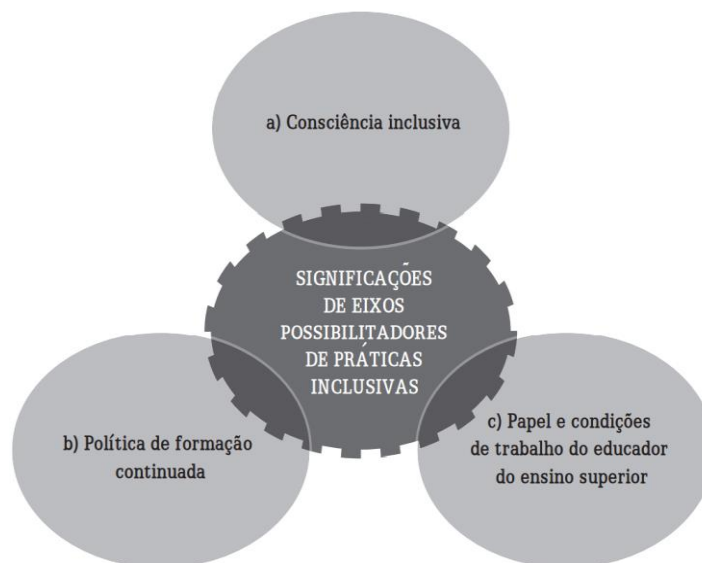 a) Consciência inclusiva
SIGNIFICAÇÕES
DE EIXOS
POSSIBILITADORES
DE PRÁTICAS
INCLUSIVAS
b) Política de formação
continuada
c) Papel e condições
de trabalho do educador
do ensino superior